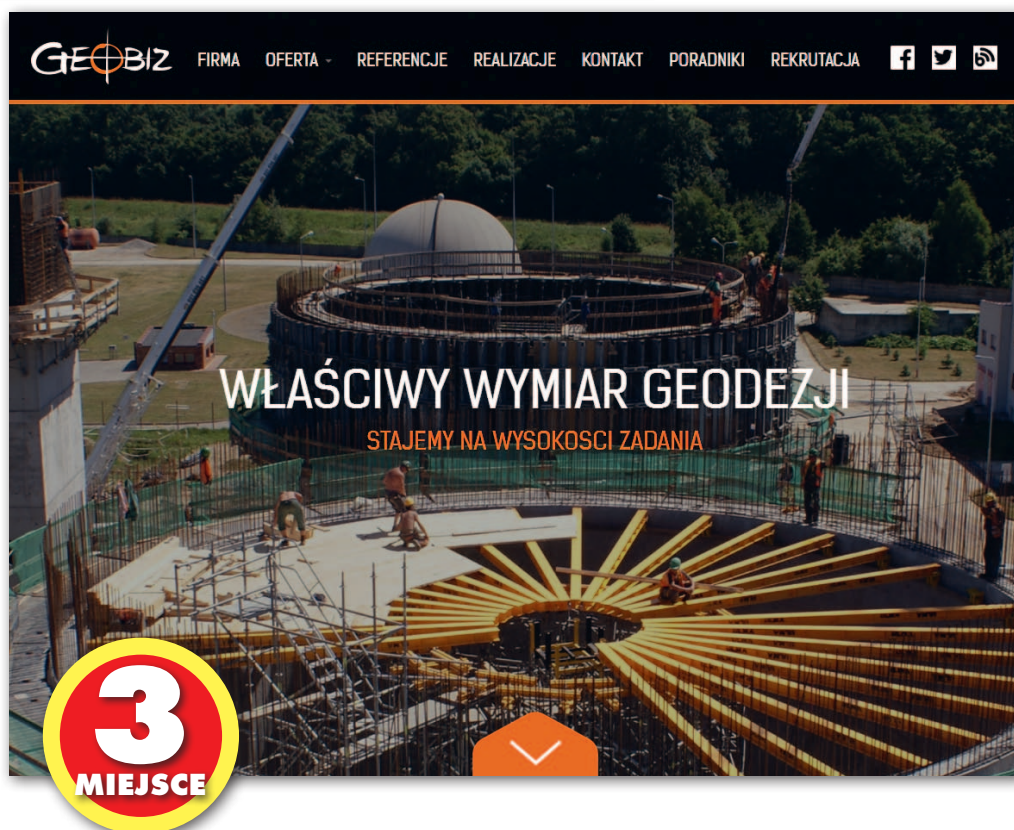 GEOBIZ FIRMA OFERTA REFERENCJE REALIZACJE KONTAKT PORADNIKI REKRUTACJA
WŁAŚCIWY WYMIAR GEODEZJI
STAJEMY NA WYSOKOSCI ZADANIA
3
MIEJSCE